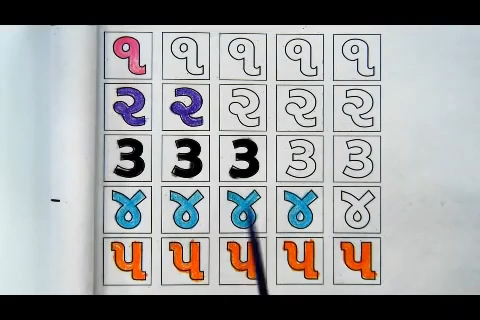 ૧ ૧ ૧ ૧ ૧
૨ ૨ ૨ ૨ ૨
૩ ૩ ૩ ૩ ૩
૪ ૪ ૪ ૪ ૪
૫ ૫ ૫ ૫ ૫